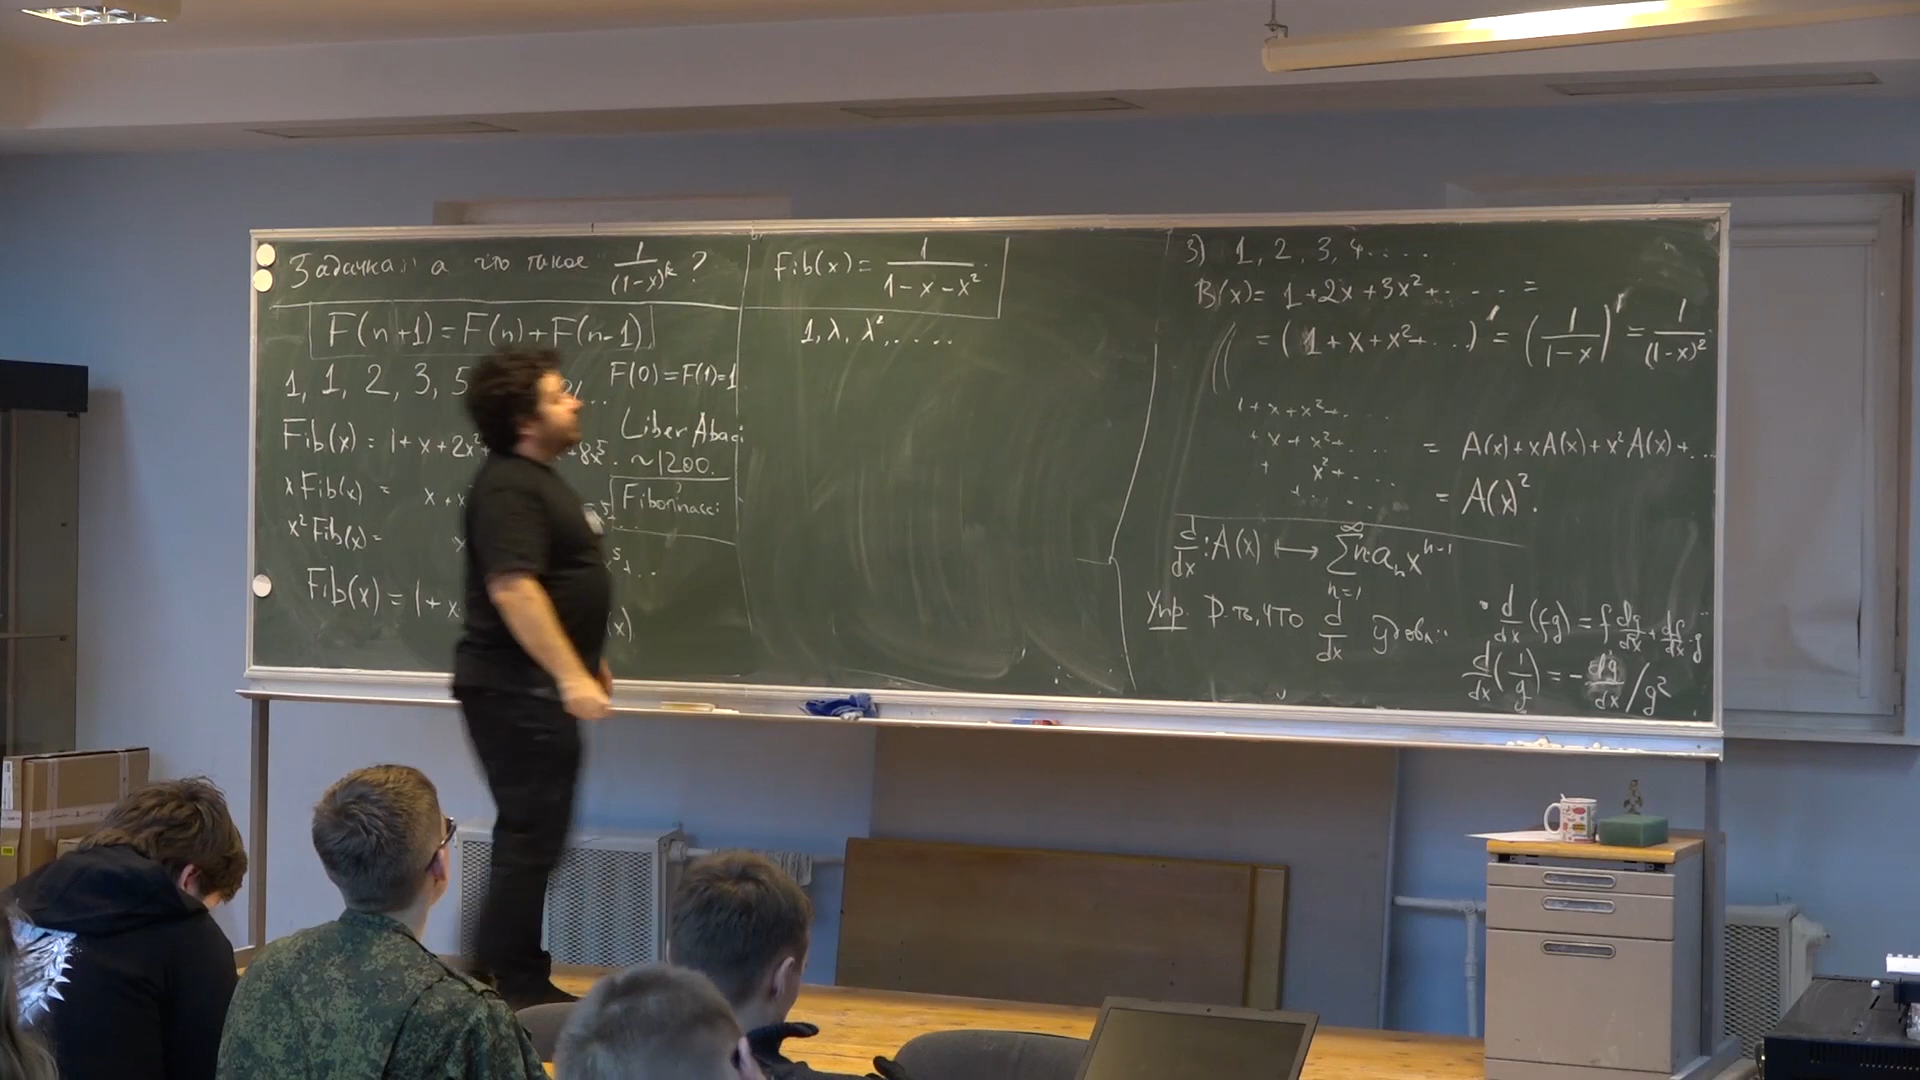 Задачка: а что такое 1/(1-x)^k ?
F(n+1) = F(n) + F(n-1)
1, 1, 2, 3, 5
F(0) = F(1) = 1
Fib(x) = 1 + x + 2x² + 8x⁵
Liber Abaci
~1200.
Fibonacci
x Fib(x) = x + x
x² Fib(x) = x
Fib(x) = 1 + x
Fib(x) = 1/(1-x-x²)
1, λ, λ², ....
3) 1, 2, 3, 4.....
B(x) = 1 + 2x + 3x² + ..... =
= (1 + x + x² + ...)' = (1/(1-x))' = 1/(1-x)²
1 + x + x² + ....
+ x + x² + .... = A(x) + xA(x) + x²A(x) + ...
+ x² + ....
+ .... = A(x)².
d/dx : A(x) ⟼ ∑_{n=1}^{∞} n a_n x^{n-1}
Упр. Д-ть, что d/dx удовл.:
• d/dx (fg) = f dg/dx + df/dx · g
d/dx (1/g) = - dg/dx / g²